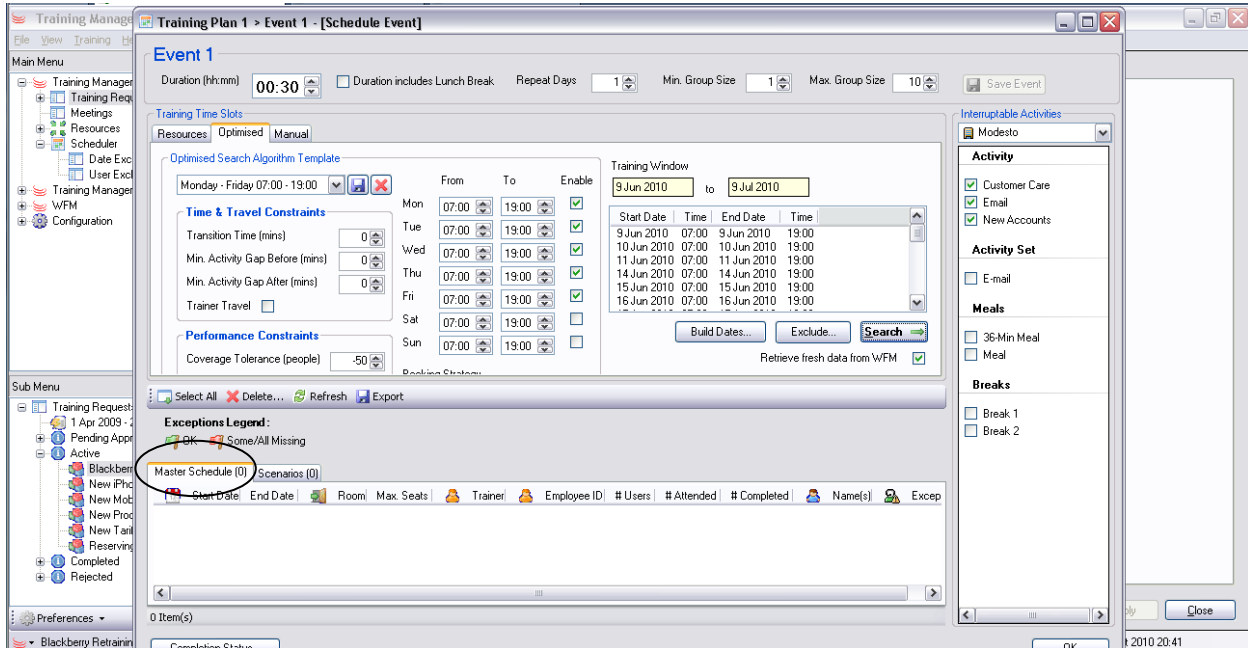 Training Manage
File View Training He
Main Menu
Training Manager
Training Requ
Meetings
Resources
Scheduler
Date Exc
User Excl
Training Manager
WFM
Configuration
Sub Menu
Training Requests
1 Apr 2009 - 2
Pending Appr
Active
Blackberr
New iPho
New Mob
New Prod
New Tarif
Reserving
Completed
Rejected
Preferences
Blackberry Retrainin
Training Plan 1 > Event 1 - [Schedule Event]
Event 1
Duration (hh:mm) 00:30 Duration includes Lunch Break Repeat Days 1 Min. Group Size 1 Max. Group Size 10 Save Event
Training Time Slots
Resources Optimised Manual
Optimised Search Algorithm Template
Monday - Friday 07:00 - 19:00
Time & Travel Constraints
Transition Time (mins) 0
Min. Activity Gap Before (mins) 0
Min. Activity Gap After (mins) 0
Trainer Travel
Performance Constraints
Coverage Tolerance (people) -50
From To Enable
Mon 07:00 19:00
Tue 07:00 19:00
Wed 07:00 19:00
Thu 07:00 19:00
Fri 07:00 19:00
Sat 07:00 19:00
Sun 07:00 19:00
Booking Strategy
Training Window
9 Jun 2010 to 9 Jul 2010
Start Date Time End Date Time
9 Jun 2010 07:00 9 Jun 2010 19:00
10 Jun 2010 07:00 10 Jun 2010 19:00
11 Jun 2010 07:00 11 Jun 2010 19:00
14 Jun 2010 07:00 14 Jun 2010 19:00
15 Jun 2010 07:00 15 Jun 2010 19:00
16 Jun 2010 07:00 16 Jun 2010 19:00
Build Dates... Exclude... Search
Retrieve fresh data from WFM
Select All Delete... Refresh Export
Exceptions Legend:
OK Some/All Missing
Master Schedule (0) Scenarios (0)
Start Date End Date Room Max. Seats Trainer Employee ID # Users # Attended # Completed Name(s) Excep
0 Item(s)
Completion Status...
OK
Interruptable Activities
Modesto
Activity
Customer Care
Email
New Accounts
Activity Set
E-mail
Meals
36-Min Meal
Meal
Breaks
Break 1
Break 2
Close
2010 20:41